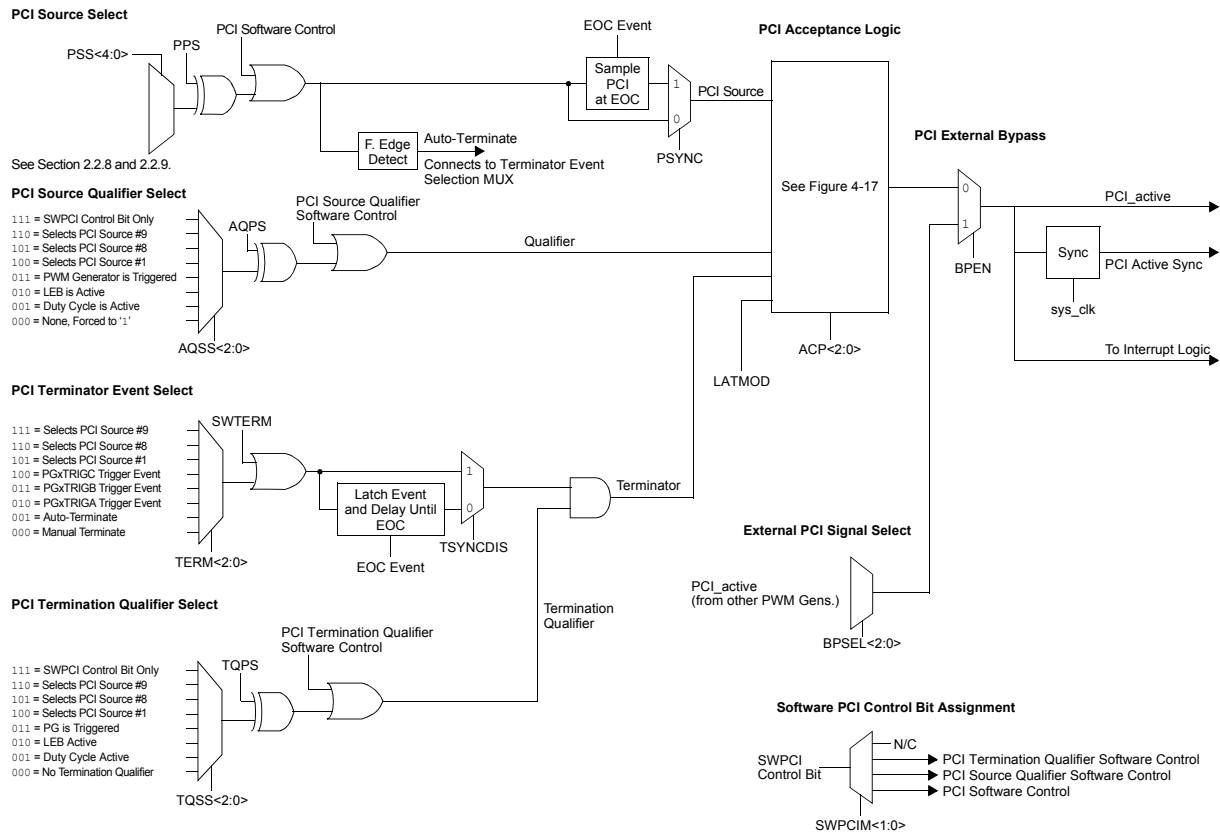 PCI Source Select
PSS<4:0>
PPS
PCI Software Control
See Section 2.2.8 and 2.2.9.
F. Edge
Detect
Auto-Terminate
Connects to Terminator Event
Selection MUX
EOC Event
Sample
PCI
at EOC
1
0
PSYNC
PCI Source
PCI Acceptance Logic
See Figure 4-17
ACP<2:0>
LATMOD
PCI External Bypass
0
1
BPEN
PCI_active
Sync
PCI Active Sync
sys_clk
To Interrupt Logic
PCI Source Qualifier Select
111 = SWPCI Control Bit Only
110 = Selects PCI Source #9
101 = Selects PCI Source #8
100 = Selects PCI Source #1
011 = PWM Generator is Triggered
010 = LEB is Active
001 = Duty Cycle is Active
000 = None, Forced to ‘1’
AQSS<2:0>
AQPS
PCI Source Qualifier
Software Control
Qualifier
PCI Terminator Event Select
111 = Selects PCI Source #9
110 = Selects PCI Source #8
101 = Selects PCI Source #1
100 = PGxTRIGC Trigger Event
011 = PGxTRIGB Trigger Event
010 = PGxTRIGA Trigger Event
001 = Auto-Terminate
000 = Manual Terminate
TERM<2:0>
SWTERM
Latch Event
and Delay Until
EOC
EOC Event
1
0
TSYNCDIS
Terminator
PCI Termination Qualifier Select
111 = SWPCI Control Bit Only
110 = Selects PCI Source #9
101 = Selects PCI Source #8
100 = Selects PCI Source #1
011 = PG is Triggered
010 = LEB Active
001 = Duty Cycle Active
000 = No Termination Qualifier
TQSS<2:0>
TQPS
PCI Termination Qualifier
Software Control
Termination
Qualifier
External PCI Signal Select
PCI_active
(from other PWM Gens.)
BPSEL<2:0>
Software PCI Control Bit Assignment
SWPCI
Control Bit
N/C
PCI Termination Qualifier Software Control
PCI Source Qualifier Software Control
PCI Software Control
SWPCIM<1:0>